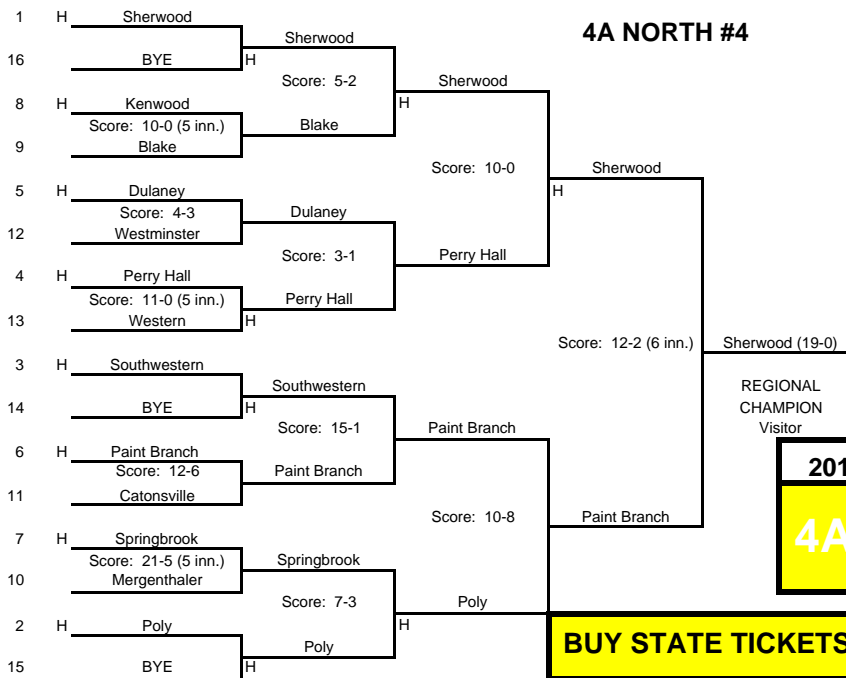 4A NORTH #4
1 H Sherwood
Sherwood
16 BYE H
Score: 5-2 Sherwood
8 H Kenwood H
Score: 10-0 (5 inn.) Blake
9 Blake
Score: 10-0 Sherwood
5 H Dulaney H
Score: 4-3 Dulaney
12 Westminster
Score: 3-1 Perry Hall
4 H Perry Hall
Score: 11-0 (5 inn.) Perry Hall
13 Western H
Score: 12-2 (6 inn.) Sherwood (19-0)
3 H Southwestern
REGIONAL
CHAMPION
Visitor
Southwestern
14 BYE H
Score: 15-1 Paint Branch
6 H Paint Branch
Score: 12-6 Paint Branch
11 Catonsville
201
4A
Score: 10-8 Paint Branch
7 H Springbrook
Score: 21-5 (5 inn.) Springbrook
10 Mergenthaler
Score: 7-3 Poly
2 H Poly H
Poly
15 BYE H
BUY STATE TICKETS